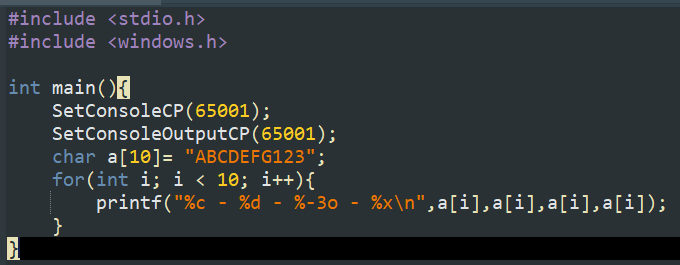 #include <stdio.h>
#include <windows.h>
int main(){
SetConsoleCP(65001);
SetConsoleOutputCP(65001);
char a[10]= "ABCDEFG123";
for(int i; i < 10; i++){
printf("%c - %d - %-3o - %x\n",a[i],a[i],a[i],a[i]);
}
}